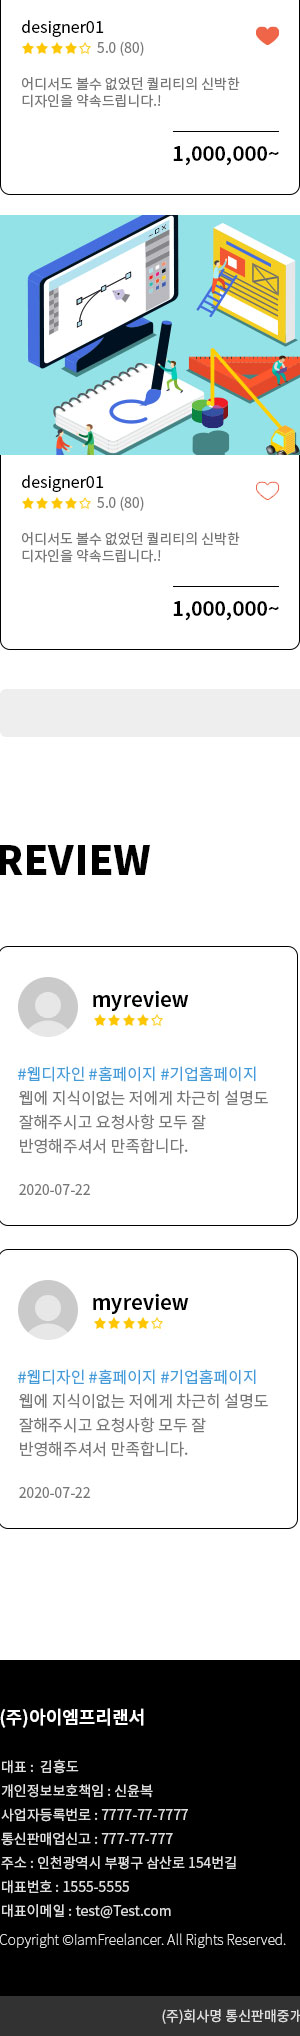 designer01
5.0 (80)
어디서도 볼수 없었던 퀄리티의 신박한
디자인을 약속드립니다.!
1,000,000~
designer01
5.0 (80)
어디서도 볼수 없었던 퀄리티의 신박한
디자인을 약속드립니다.!
1,000,000~
REVIEW
myreview
#웹디자인 #홈페이지 #기업홈페이지
웹에 지식이없는 저에게 차근히 설명도
잘해주시고 요청사항 모두 잘
반영해주셔서 만족합니다.
2020-07-22
myreview
#웹디자인 #홈페이지 #기업홈페이지
웹에 지식이없는 저에게 차근히 설명도
잘해주시고 요청사항 모두 잘
반영해주셔서 만족합니다.
2020-07-22
(주)아이엠프리랜서
대표 : 김홍도
개인정보보호책임 : 신윤복
사업자등록번로 : 7777-77-7777
통신판매업신고 : 777-77-777
주소 : 인천광역시 부평구 삼산로 154번길
대표번호 : 1555-5555
대표이메일 : test@Test.com
Copyright ©IamFreelancer. All Rights Reserved.
(주)회사명 통신판매중개